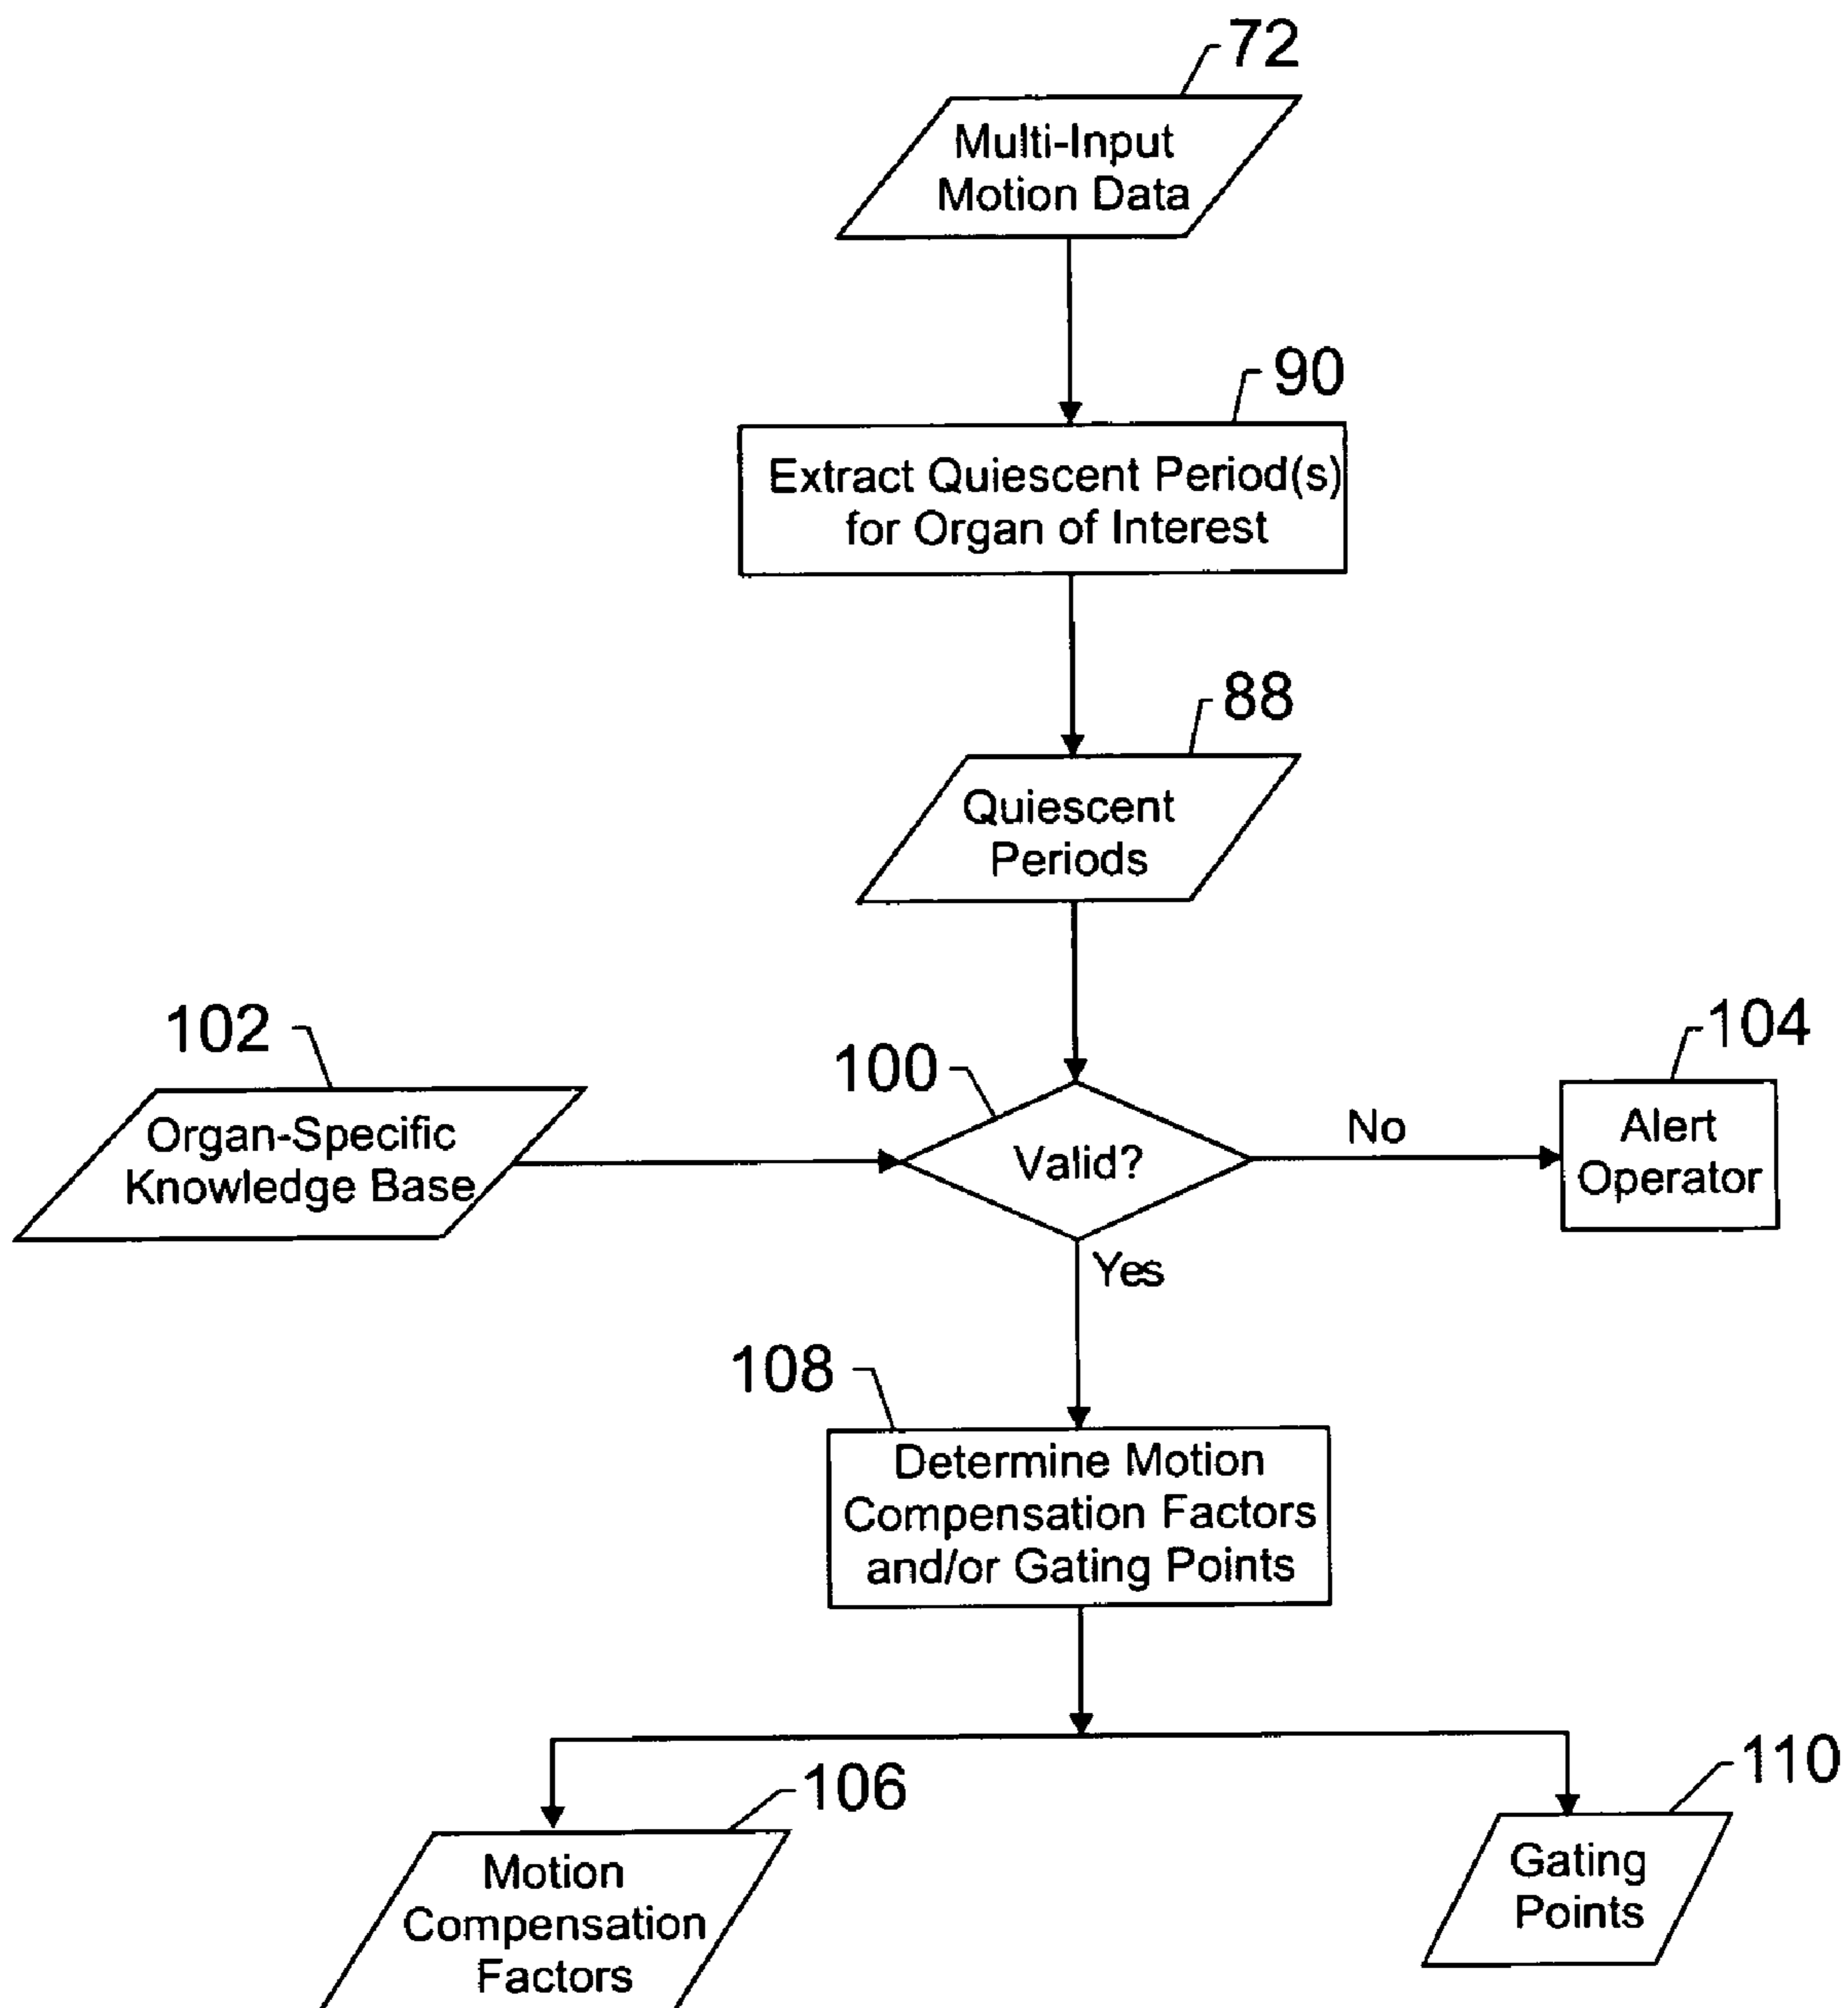 72
Multi-Input
Motion Data
90
Extract Quiescent Period(s)
for Organ of Interest
88
Quiescent
Periods
102
Organ-Specific
Knowledge Base
100
Valid?
No
104
Alert
Operator
Yes
108
Determine Motion
Compensation Factors
and/or Gating Points
106
Motion
Compensation
Factors
110
Gating
Points